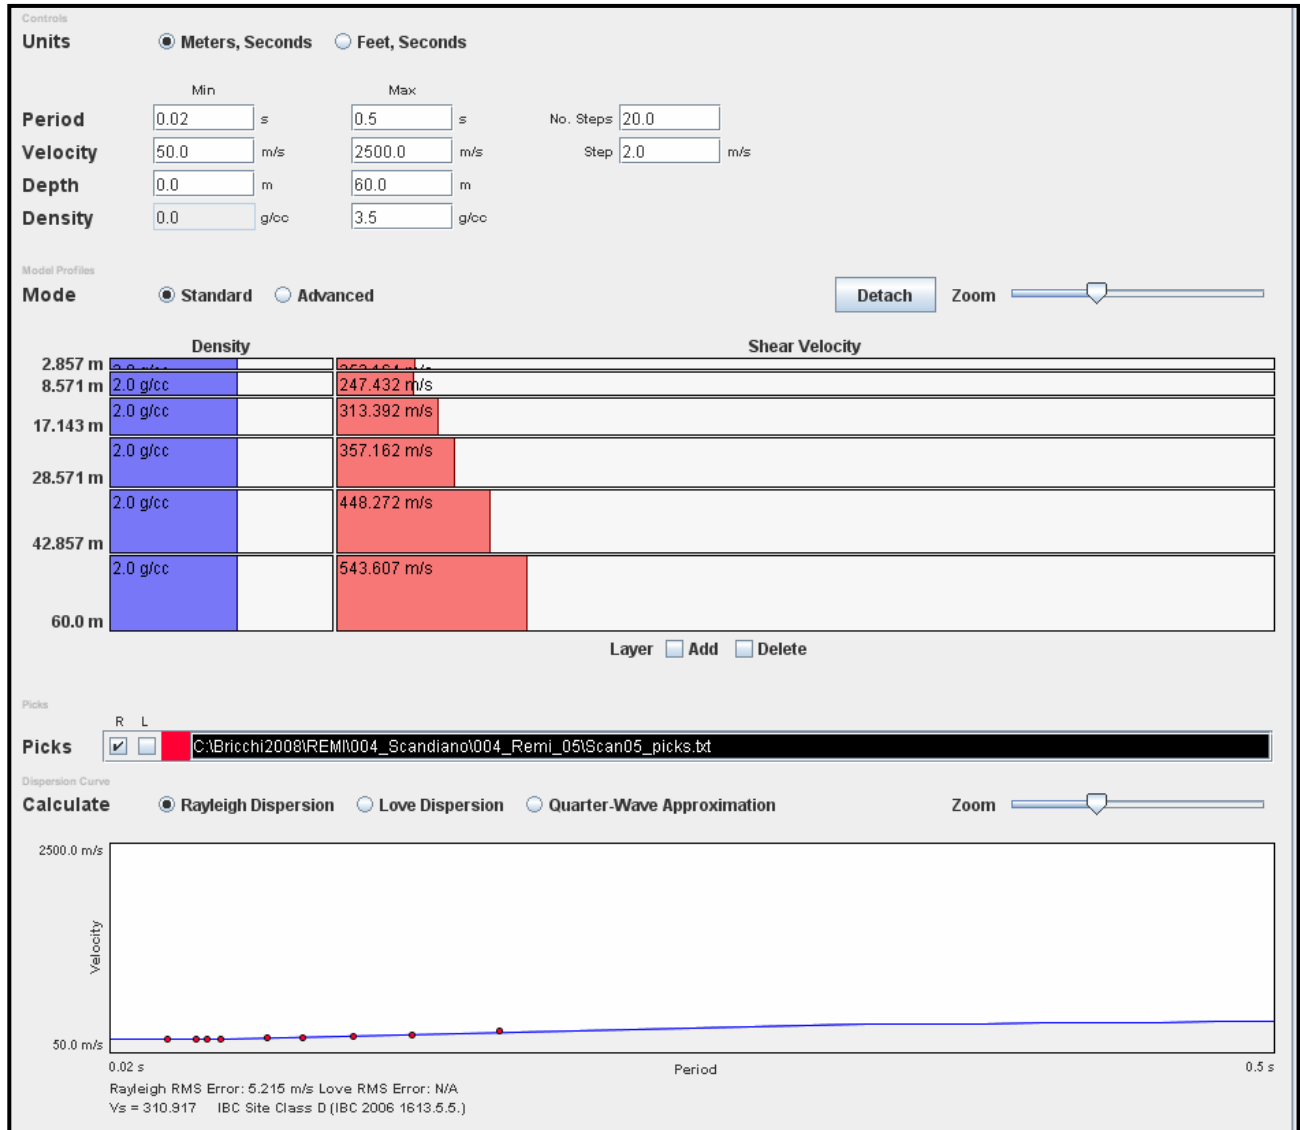 Controls
Units Meters, Seconds Feet, Seconds
Min Max
Period 0.02 s 0.5 s No. Steps 20.0
Velocity 50.0 m/s 2500.0 m/s Step 2.0 m/s
Depth 0.0 m 60.0 m
Density 0.0 g/cc 3.5 g/cc
Model Profiles
Mode Standard Advanced Detach Zoom
Density Shear Velocity
2.857 m 2.0 g/cc
8.571 m 2.0 g/cc 247.432 m/s
17.143 m 2.0 g/cc 313.392 m/s
28.571 m 2.0 g/cc 357.162 m/s
42.857 m 2.0 g/cc 448.272 m/s
60.0 m 2.0 g/cc 543.607 m/s
Layer Add Delete
Picks
R L
Picks C:\Bricchi2008\REMI\004_Scandiano\004_Remi_05\Scan05_picks.txt
Dispersion Curve
Calculate Rayleigh Dispersion Love Dispersion Quarter-Wave Approximation Zoom
2500.0 m/s
Velocity
50.0 m/s
0.02 s Period 0.5 s
Rayleigh RMS Error: 5.215 m/s Love RMS Error: N/A
Vs = 310.917 IBC Site Class D (IBC 2006 1613.5.5.)